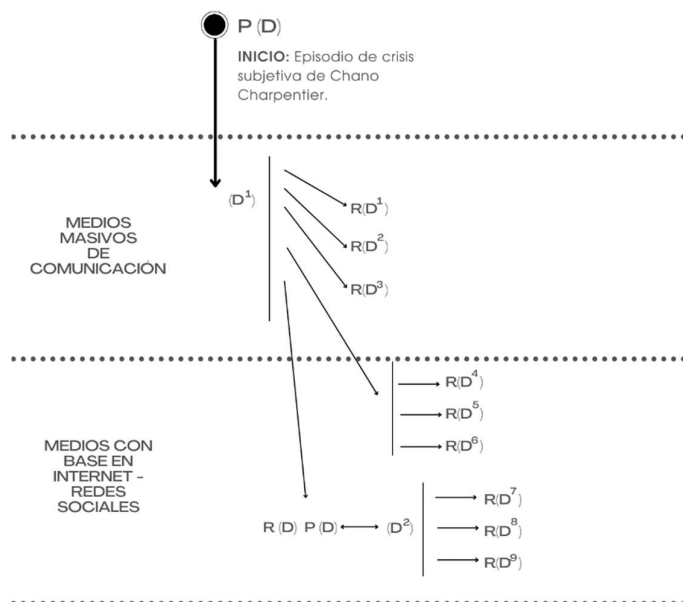 P (D)
INICIO: Episodio de crisis
subjetiva de Chano
Charpentier.
MEDIOS
MASIVOS
DE
COMUNICACIÓN
(D¹)
R(D¹)
R(D²)
R(D³)
MEDIOS CON
BASE EN
INTERNET -
REDES
SOCIALES
R(D⁴)
R(D⁵)
R(D⁶)
R (D) P (D) (D²)
R(D⁷)
R(D⁸)
R(D⁹)